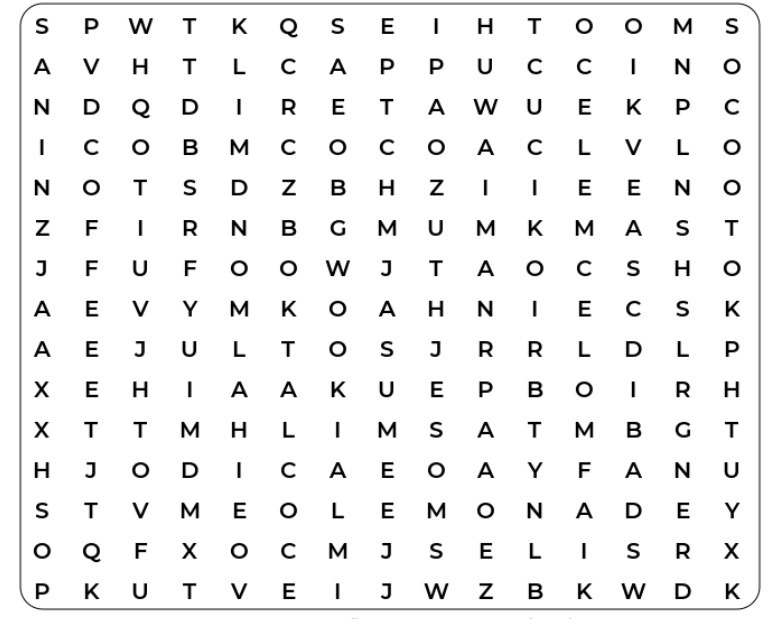 S P W T K Q S E I H T O O M S
A V H T L C A P P U C C I N O
N D Q D I R E T A W U E K P C
I C O B M C O C O A C L V L O
N O T S D Z B H Z I I E E N O
Z F I R N B G M U M K M A S T
J F U F O O W J T A O C S H O
A E V Y M K O A H N I E C S K
A E J U L T O S J R R L D L P
X E H I A A K U E P B O I R H
X T T M H L I M S A T M B G T
H J O D I C A E O A Y F A N U
S T V M E O L E M O N A D E Y
O Q F X O C M J S E L I S R X
P K U T V E I J W Z B K W D K